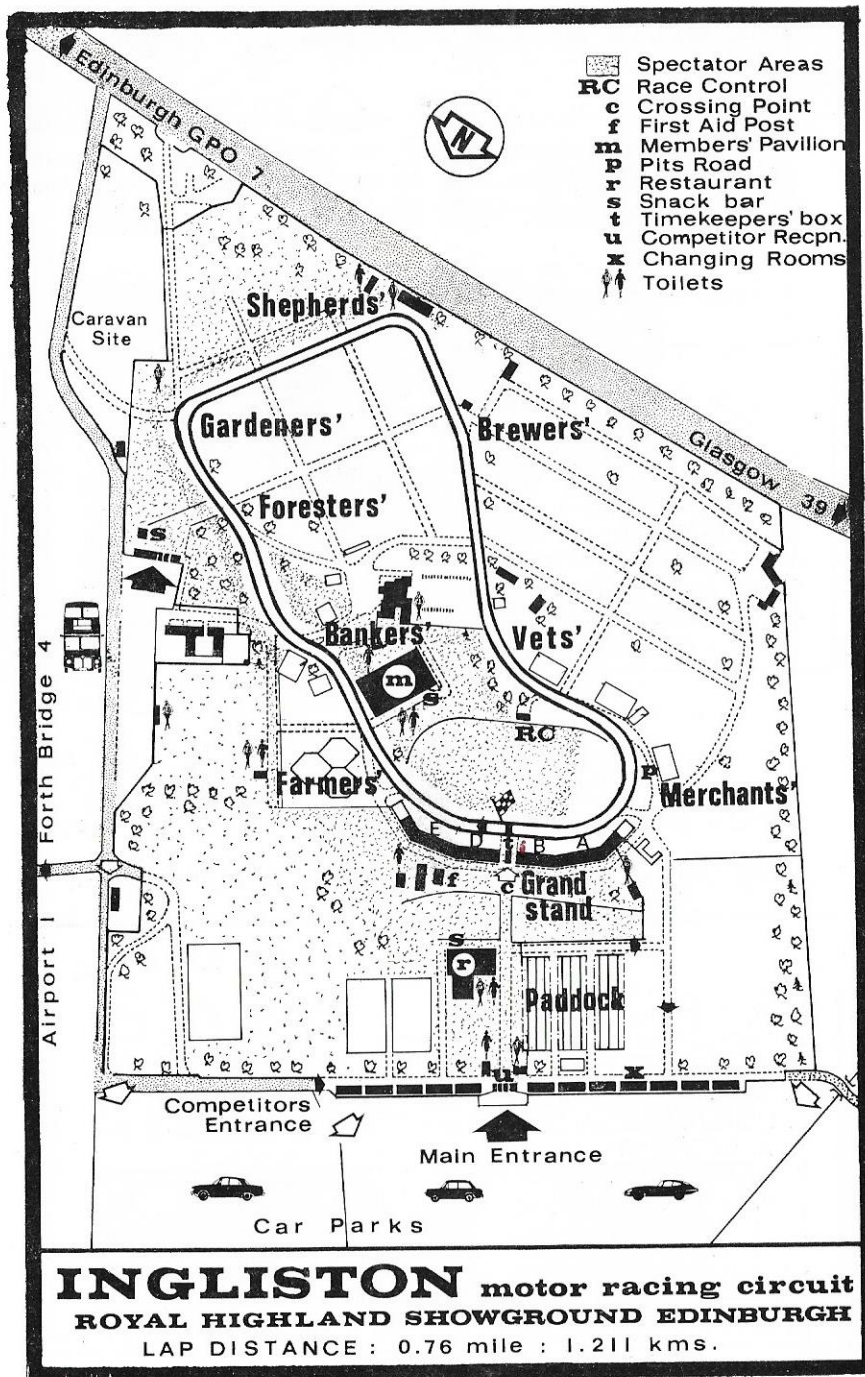 Edinburgh GPO 7
N
Spectator Areas
RC Race Control
c Crossing Point
f First Aid Post
m Members' Pavilion
p Pits Road
r Restaurant
s Snack bar
t Timekeepers' box
u Competitor Recpn.
x Changing Rooms
Toilets
Shepherds'
Caravan
Site
Gardeners'
Brewers'
Glasgow 39
Foresters'
s
Bankers'
Vets'
m
s
RC
Farmers'
p
Merchants'
E D t B A
f c Grand
stand
s
r
Paddock
Airport 1 Forth Bridge 4
u
x
Competitors
Entrance
Main Entrance
Car Parks
INGLISTON motor racing circuit
ROYAL HIGHLAND SHOWGROUND EDINBURGH
LAP DISTANCE : 0.76 mile : 1.211 kms.